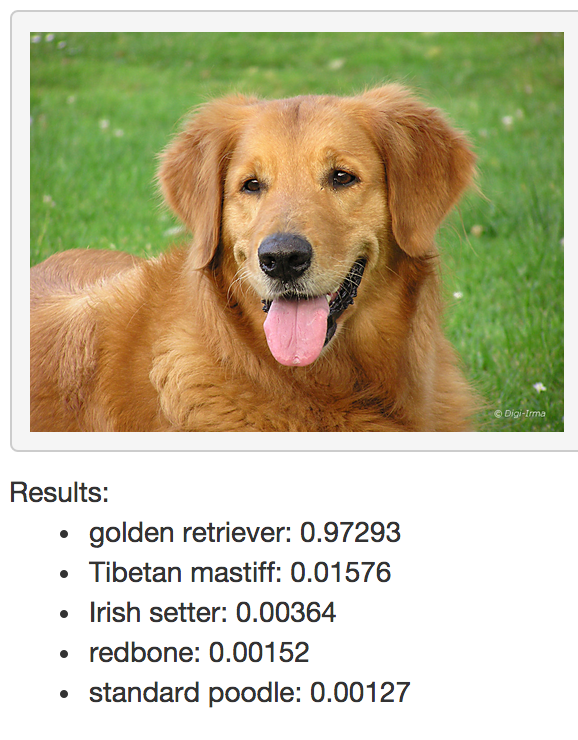 © Digi-Irma
Results:
• golden retriever: 0.97293
• Tibetan mastiff: 0.01576
• Irish setter: 0.00364
• redbone: 0.00152
• standard poodle: 0.00127